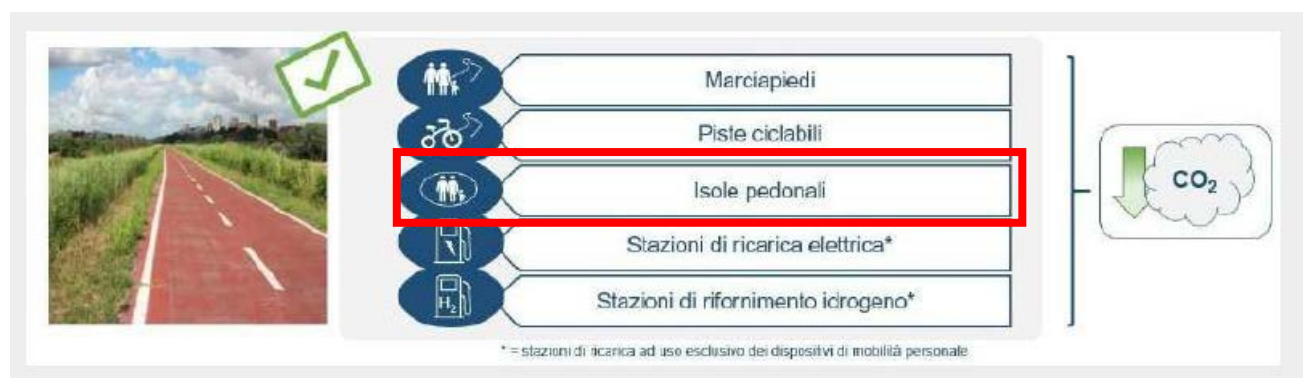 Marciapiedi
Piste ciclabili
Isole pedonali
Stazioni di ricarica elettrica*
H2
Stazioni di rifornimento idrogeno*
CO2
* = stazioni di ricarica ad uso esclusivo dei dispositivi di mobilità personale